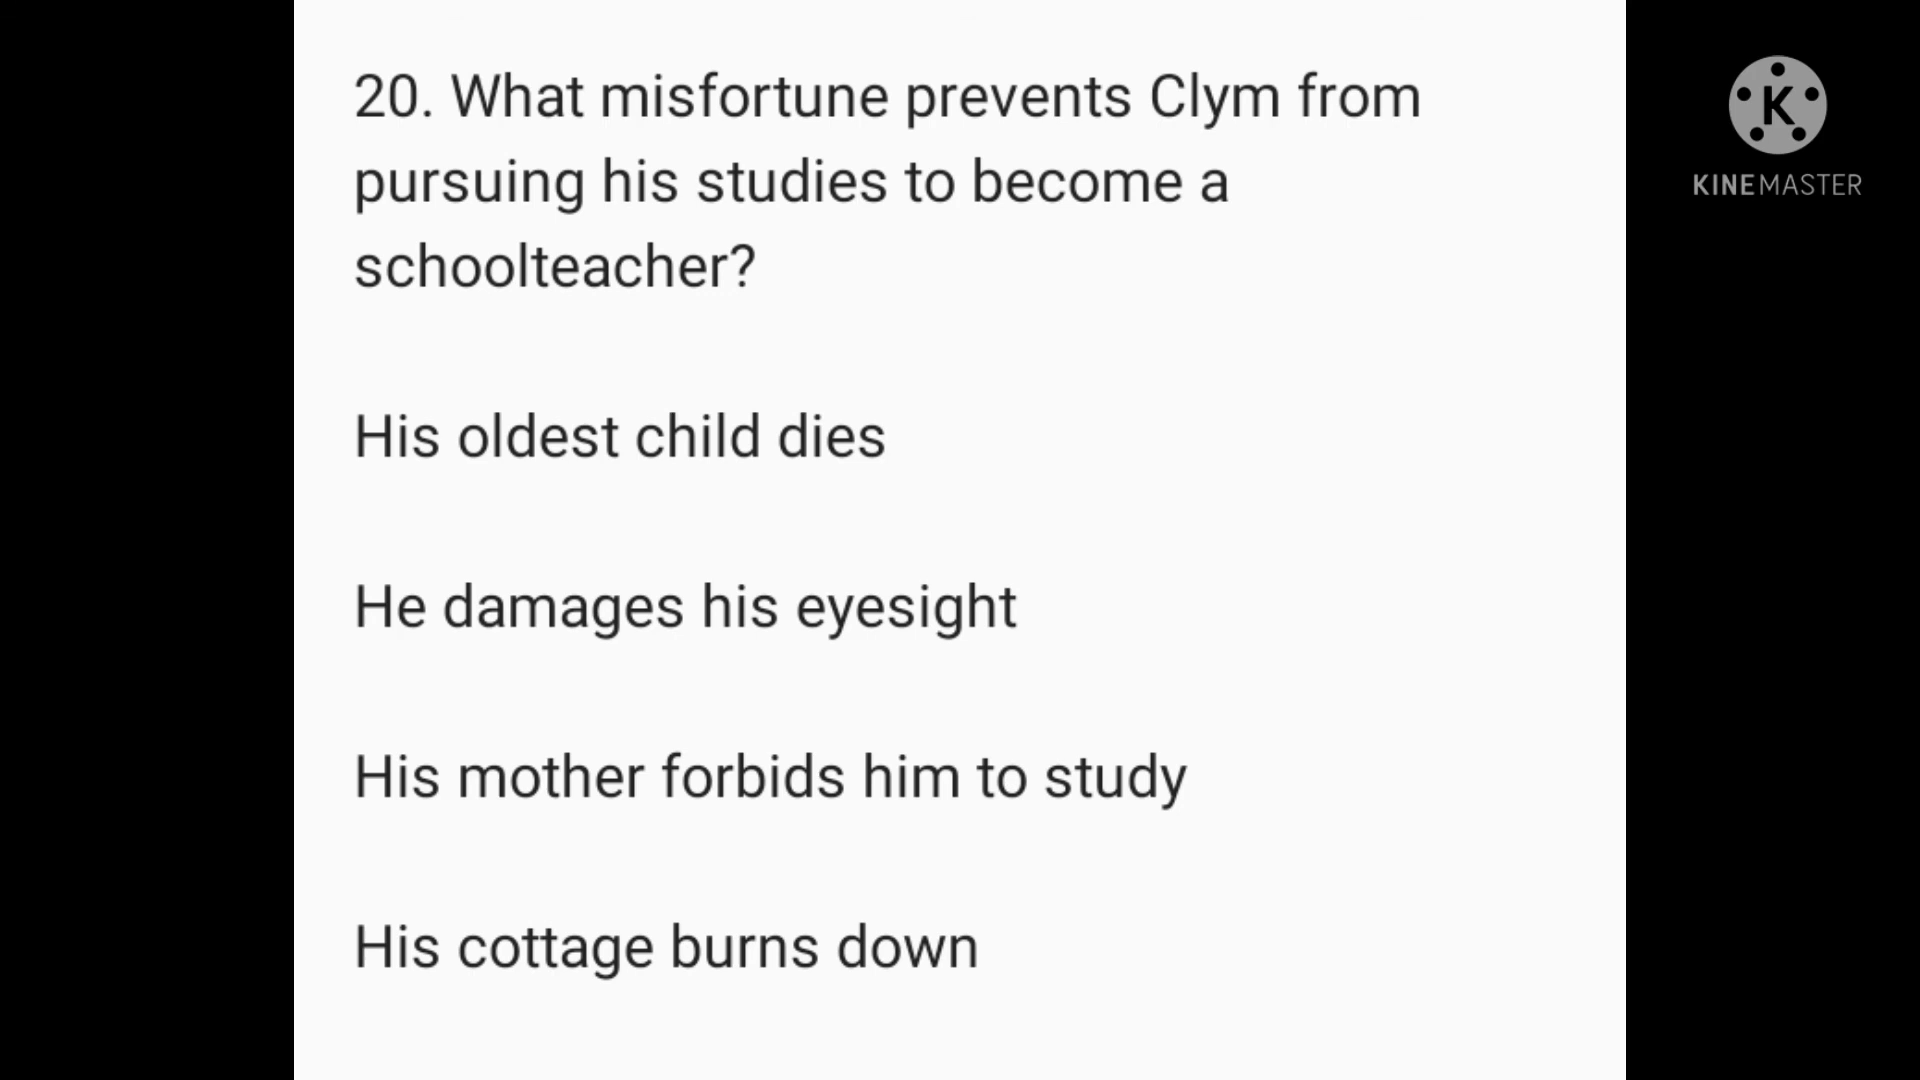 20. What misfortune prevents Clym from
pursuing his studies to become a
schoolteacher?
His oldest child dies
He damages his eyesight
His mother forbids him to study
His cottage burns down
K
KINEMASTER